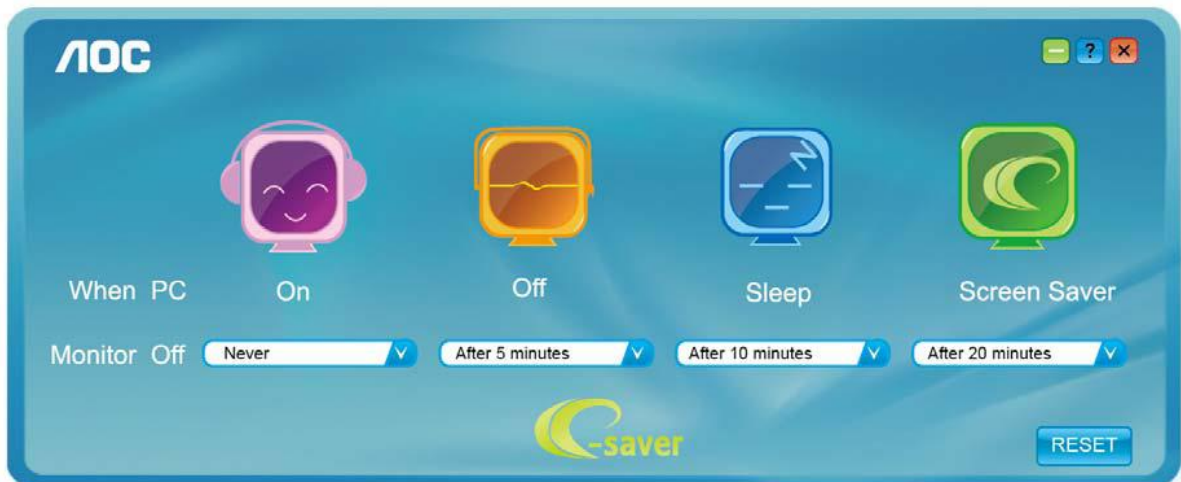 AOC
?
When PC On Off Sleep Screen Saver
Monitor Off Never After 5 minutes After 10 minutes After 20 minutes
e-saver
RESET